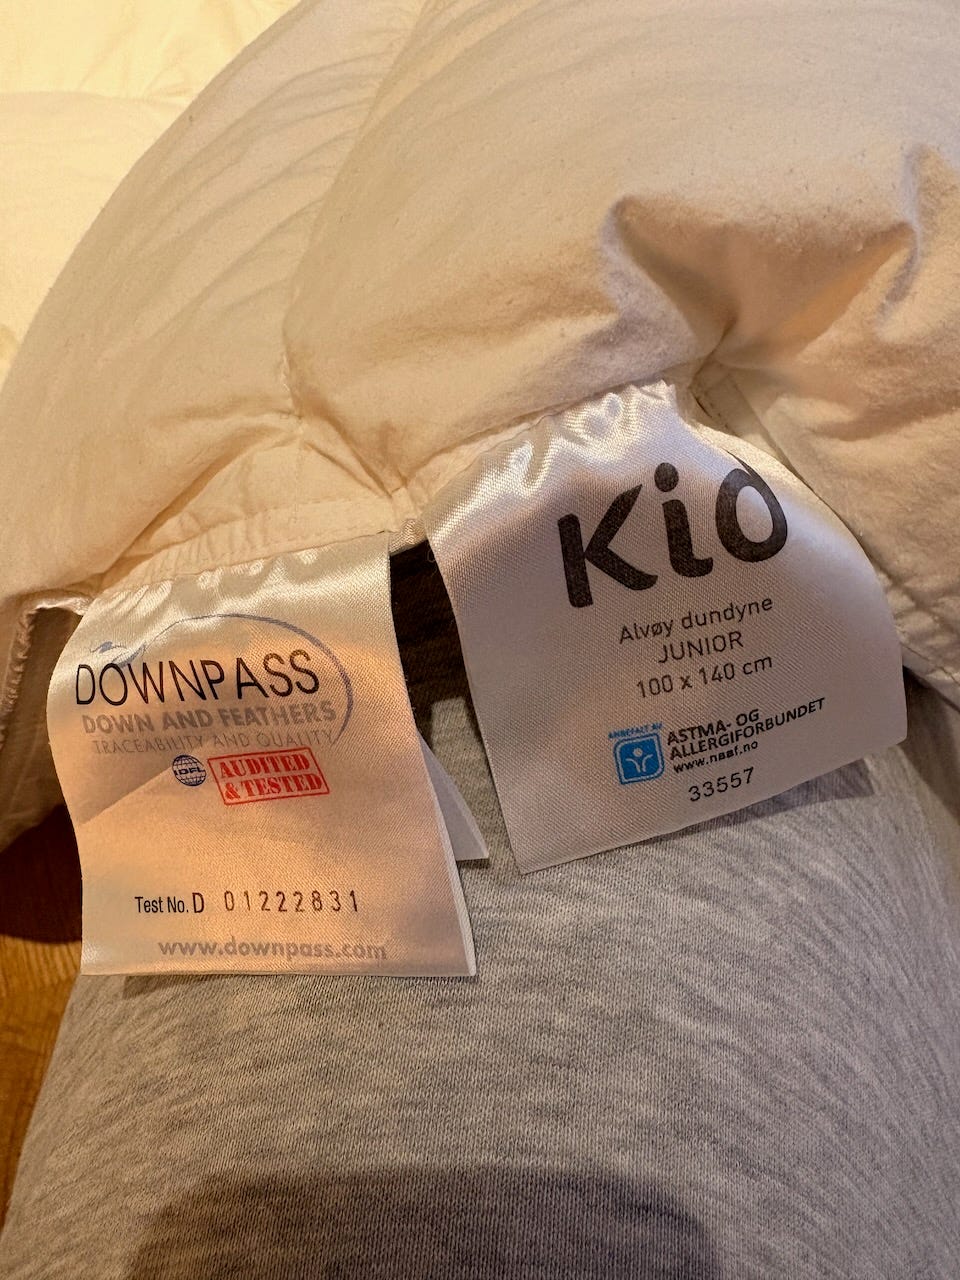 DOWNPASS
DOWN AND FEATHERS
TRACEABILITY AND QUALITY
IDFL
AUDITED
& TESTED
Test No. D 01222831
www.downpass.com
Kid
Alvøy dundyne
JUNIOR
100 x 140 cm
ANBEFALT AV
ASTMA- OG
ALLERGIFORBUNDET
www.naaf.no
33557